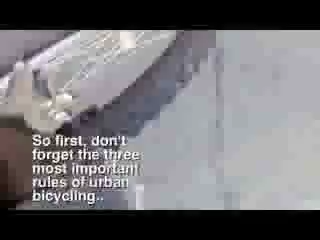 So first, don't
forget the three
most important
rules of urban
bicycling..